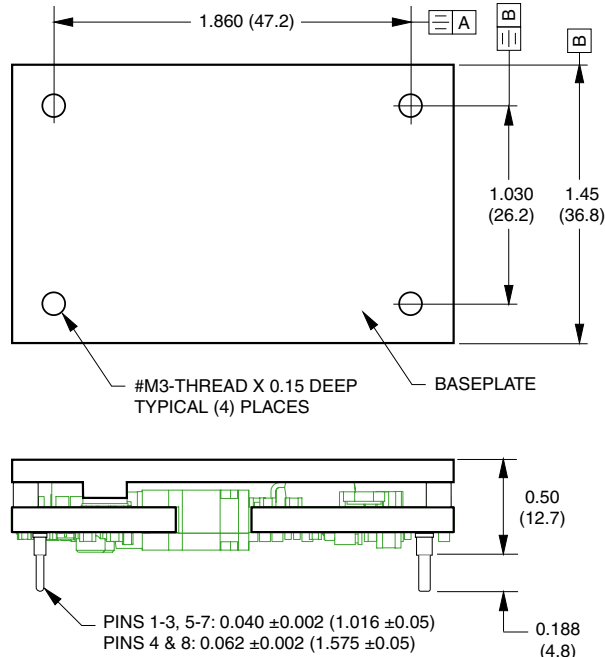 1.860 (47.2)
A
B
B
1.030
(26.2)
1.45
(36.8)
#M3-THREAD X 0.15 DEEP
TYPICAL (4) PLACES
BASEPLATE
0.50
(12.7)
PINS 1-3, 5-7: 0.040 ±0.002 (1.016 ±0.05)
PINS 4 & 8: 0.062 ±0.002 (1.575 ±0.05)
0.188
(4.8)